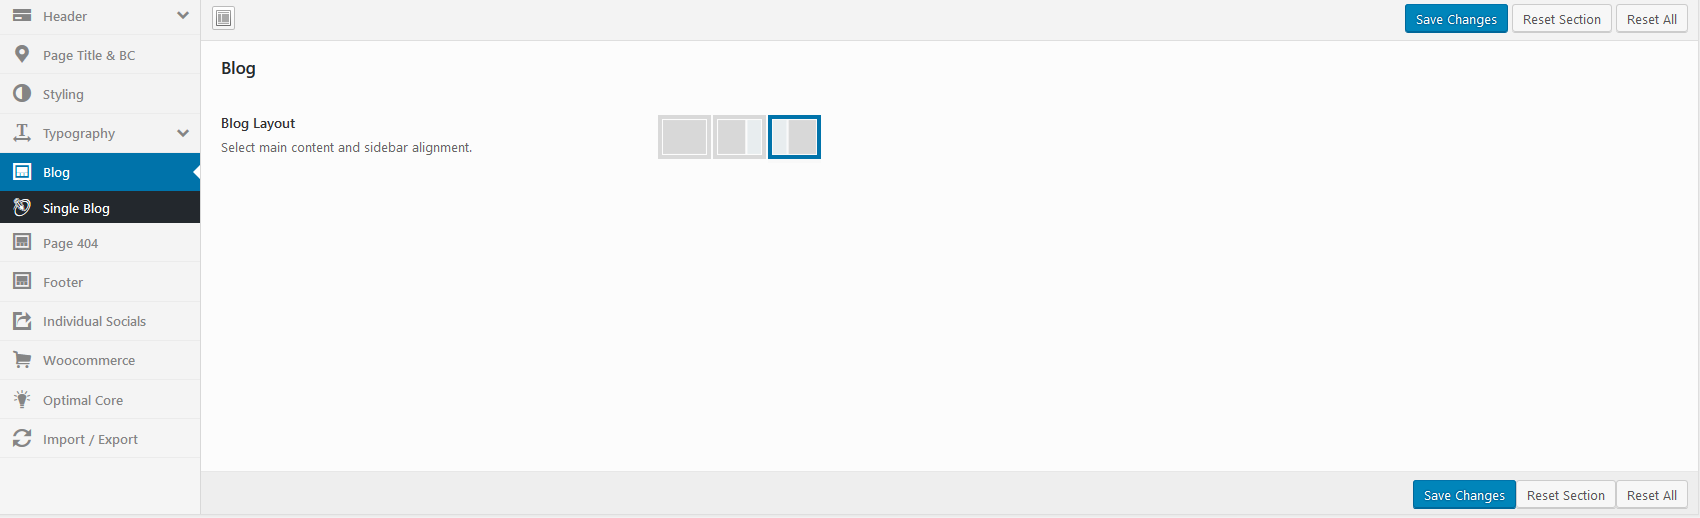 Header
Page Title & BC
Styling
Typography
Blog
Single Blog
Page 404
Footer
Individual Socials
Woocommerce
Optimal Core
Import / Export
Save Changes Reset Section Reset All
Blog
Blog Layout
Select main content and sidebar alignment.
Save Changes Reset Section Reset All